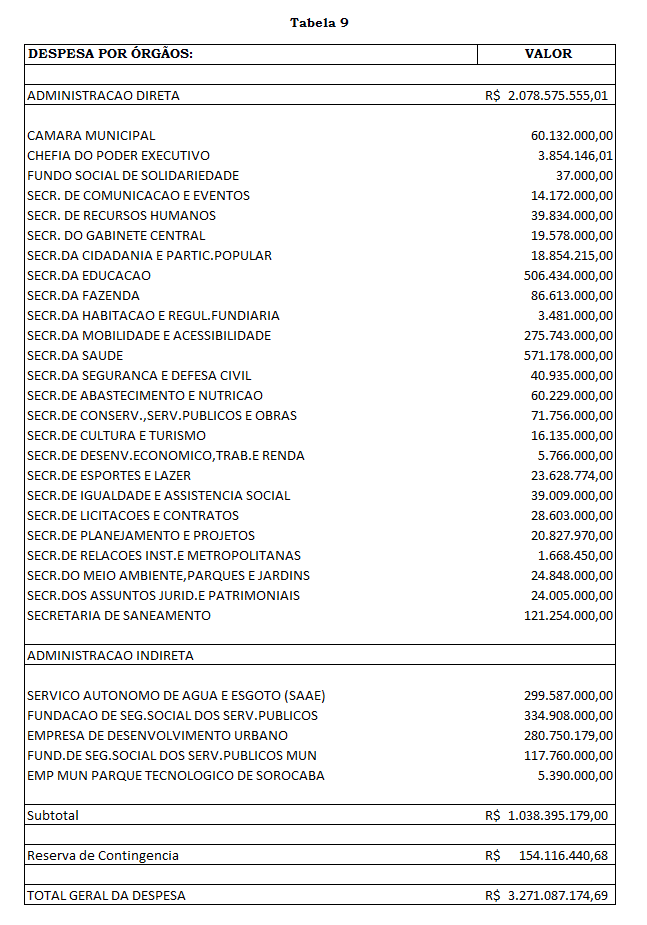 Tabela 9
DESPESA POR ÓRGÃOS: VALOR
ADMINISTRACAO DIRETA R$ 2.078.575.555,01
CAMARA MUNICIPAL 60.132.000,00
CHEFIA DO PODER EXECUTIVO 3.854.146,01
FUNDO SOCIAL DE SOLIDARIEDADE 37.000,00
SECR. DE COMUNICACAO E EVENTOS 14.172.000,00
SECR. DE RECURSOS HUMANOS 39.834.000,00
SECR. DO GABINETE CENTRAL 19.578.000,00
SECR.DA CIDADANIA E PARTIC.POPULAR 18.854.215,00
SECR.DA EDUCACAO 506.434.000,00
SECR.DA FAZENDA 86.613.000,00
SECR.DA HABITACAO E REGUL.FUNDIARIA 3.481.000,00
SECR.DA MOBILIDADE E ACESSIBILIDADE 275.743.000,00
SECR.DA SAUDE 571.178.000,00
SECR.DA SEGURANCA E DEFESA CIVIL 40.935.000,00
SECR.DE ABASTECIMENTO E NUTRICAO 60.229.000,00
SECR.DE CONSERV.,SERV.PUBLICOS E OBRAS 71.756.000,00
SECR.DE CULTURA E TURISMO 16.135.000,00
SECR.DE DESENV.ECONOMICO,TRAB.E RENDA 5.766.000,00
SECR.DE ESPORTES E LAZER 23.628.774,00
SECR.DE IGUALDADE E ASSISTENCIA SOCIAL 39.009.000,00
SECR.DE LICITACOES E CONTRATOS 28.603.000,00
SECR.DE PLANEJAMENTO E PROJETOS 20.827.970,00
SECR.DE RELACOES INST.E METROPOLITANAS 1.668.450,00
SECR.DO MEIO AMBIENTE,PARQUES E JARDINS 24.848.000,00
SECR.DOS ASSUNTOS JURID.E PATRIMONIAIS 24.005.000,00
SECRETARIA DE SANEAMENTO 121.254.000,00
ADMINISTRACAO INDIRETA
SERVICO AUTONOMO DE AGUA E ESGOTO (SAAE) 299.587.000,00
FUNDACAO DE SEG.SOCIAL DOS SERV.PUBLICOS 334.908.000,00
EMPRESA DE DESENVOLVIMENTO URBANO 280.750.179,00
FUND.DE SEG.SOCIAL DOS SERV.PUBLICOS MUN 117.760.000,00
EMP MUN PARQUE TECNOLOGICO DE SOROCABA 5.390.000,00
Subtotal R$ 1.038.395.179,00
Reserva de Contingencia R$ 154.116.440,68
TOTAL GERAL DA DESPESA R$ 3.271.087.174,69